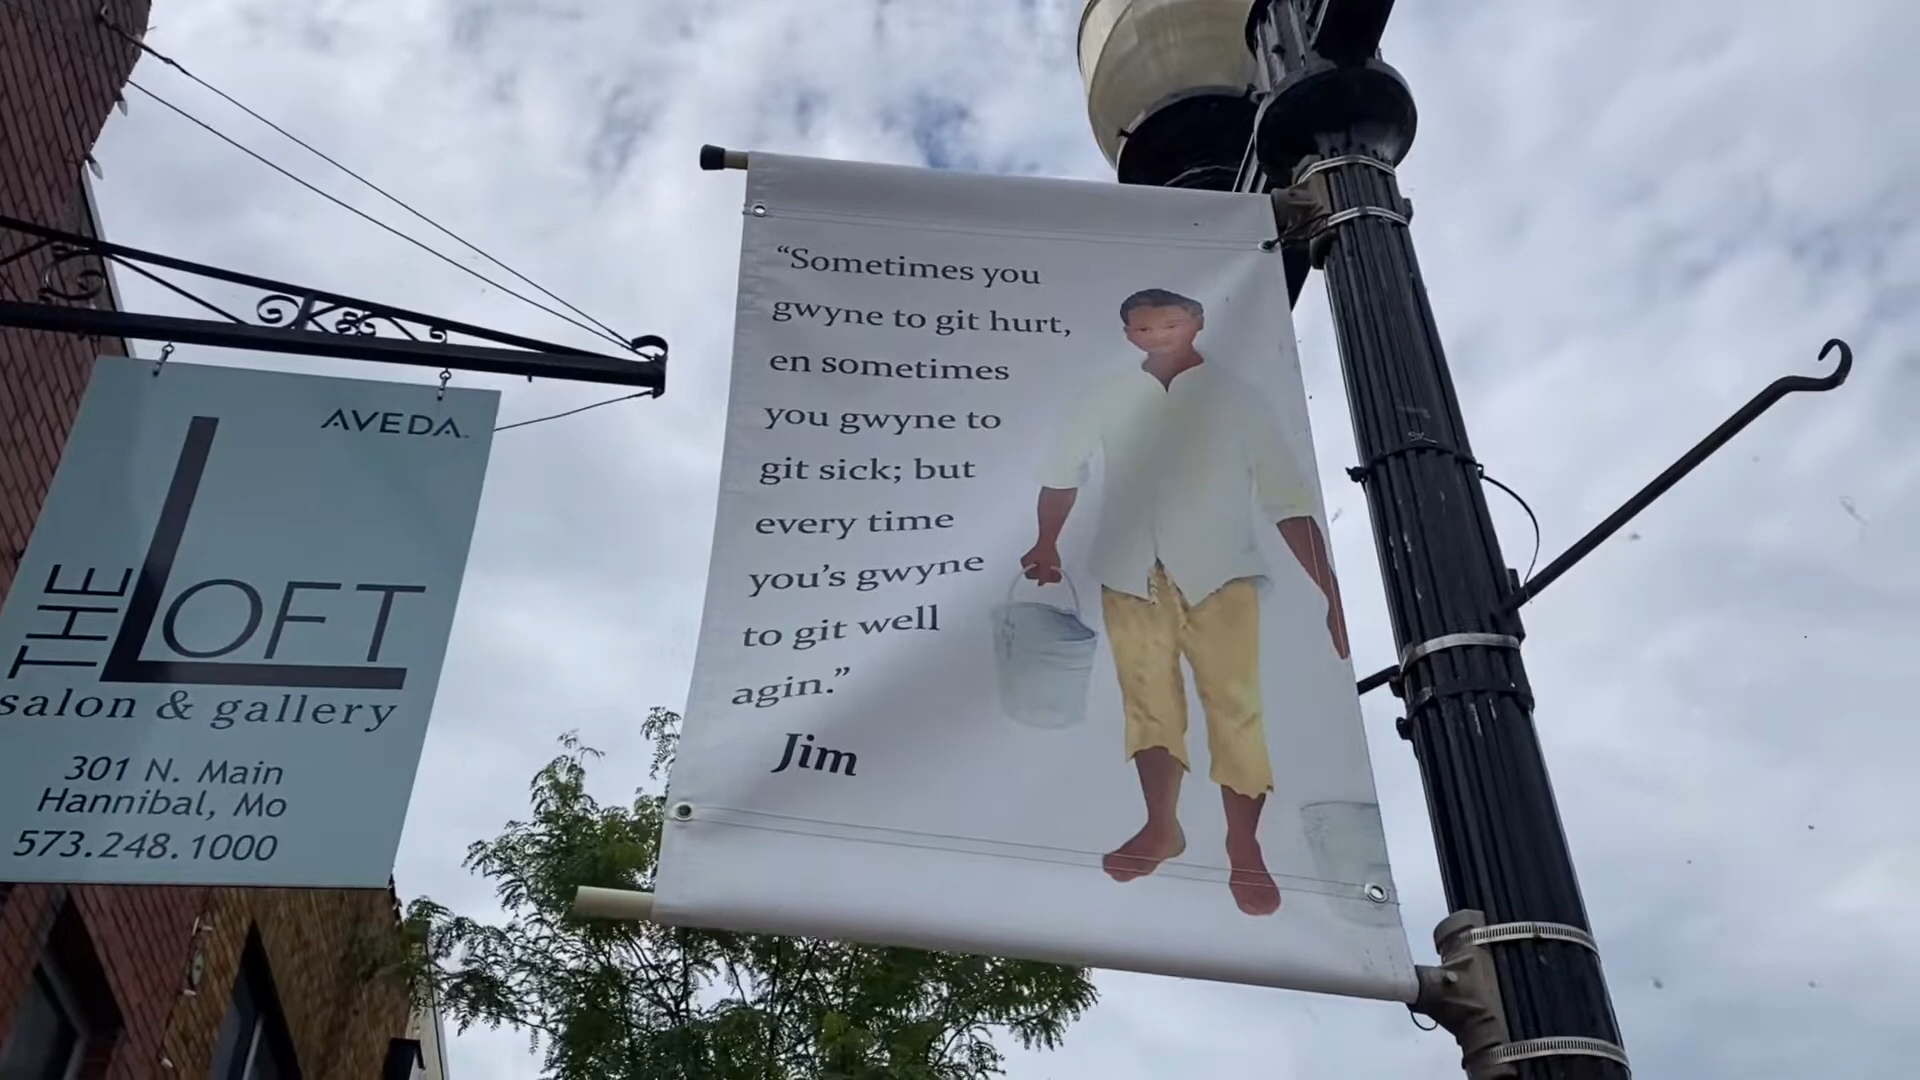 AVEDA
THE LOFT
salon & gallery
301 N. Main
Hannibal, Mo
573.248.1000
“Sometimes you
gwyne to git hurt,
en sometimes
you gwyne to
git sick; but
every time
you’s gwyne
to git well
agin.”
Jim